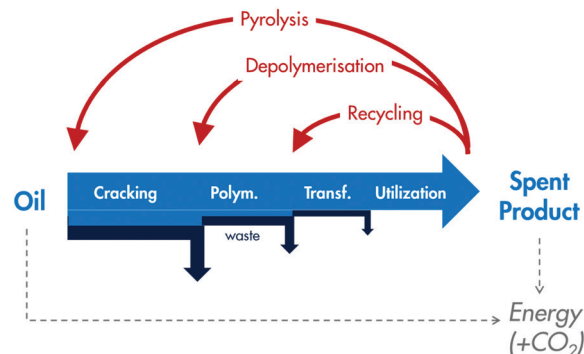 Pyrolysis
Depolymerisation
Recycling
Oil
Cracking Polym. Transf. Utilization
Spent
Product
waste
Energy
(+CO₂)